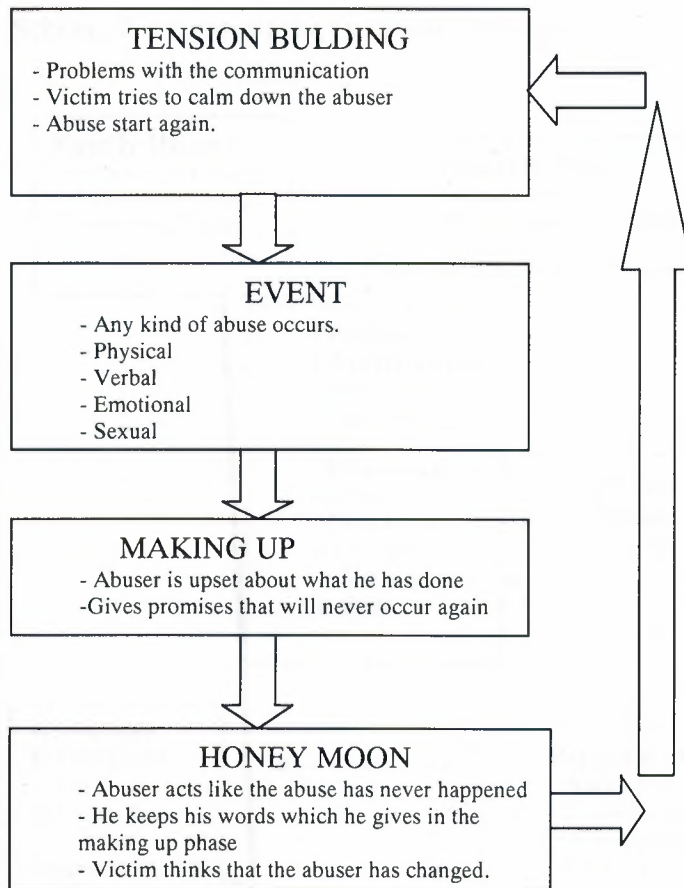 TENSION BULDING
- Problems with the communication
- Victim tries to calm down the abuser
- Abuse start again.
EVENT
- Any kind of abuse occurs.
- Physical
- Verbal
- Emotional
- Sexual
MAKING UP
- Abuser is upset about what he has done
-Gives promises that will never occur again
HONEY MOON
- Abuser acts like the abuse has never happened
- He keeps his words which he gives in the
making up phase
- Victim thinks that the abuser has changed.